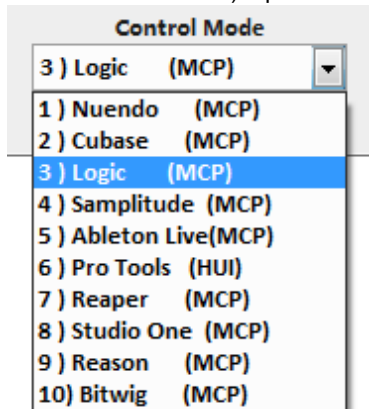 Control Mode
3 ) Logic (MCP)
1 ) Nuendo (MCP)
2 ) Cubase (MCP)
3 ) Logic (MCP)
4 ) Samplitude (MCP)
5 ) Ableton Live(MCP)
6 ) Pro Tools (HUI)
7 ) Reaper (MCP)
8 ) Studio One (MCP)
9 ) Reason (MCP)
10) Bitwig (MCP)